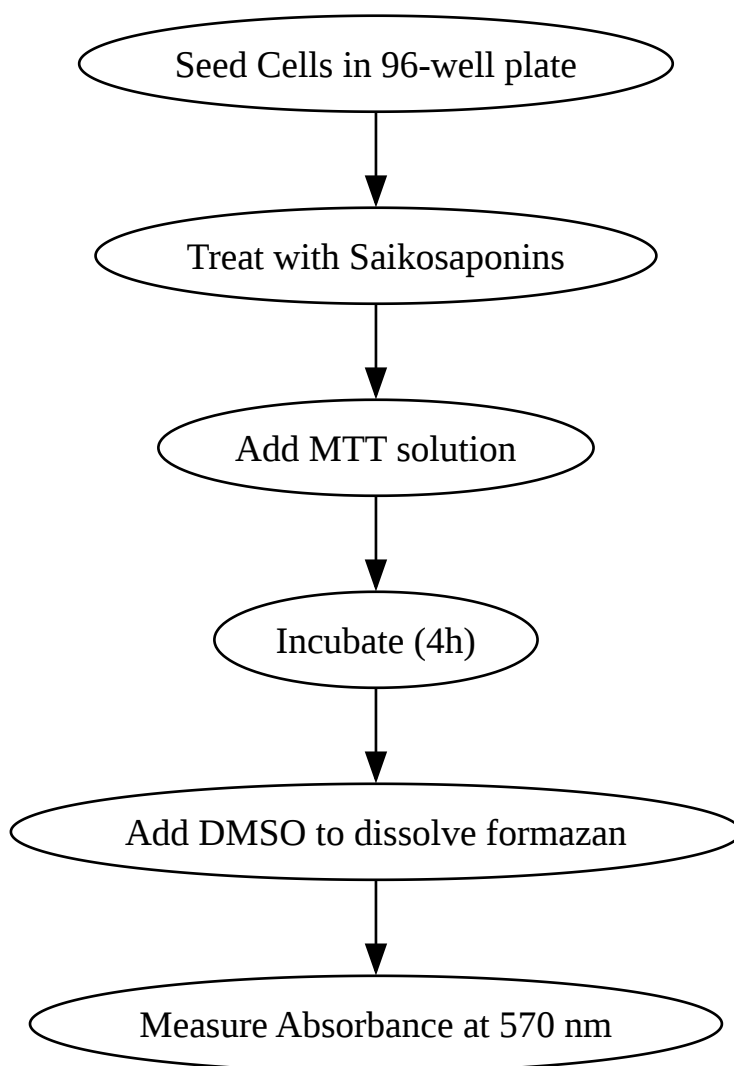 Seed Cells in 96-well plate
Treat with Saikosaponins
Add MTT solution
Incubate (4h)
Add DMSO to dissolve formazan
Measure Absorbance at 570 nm